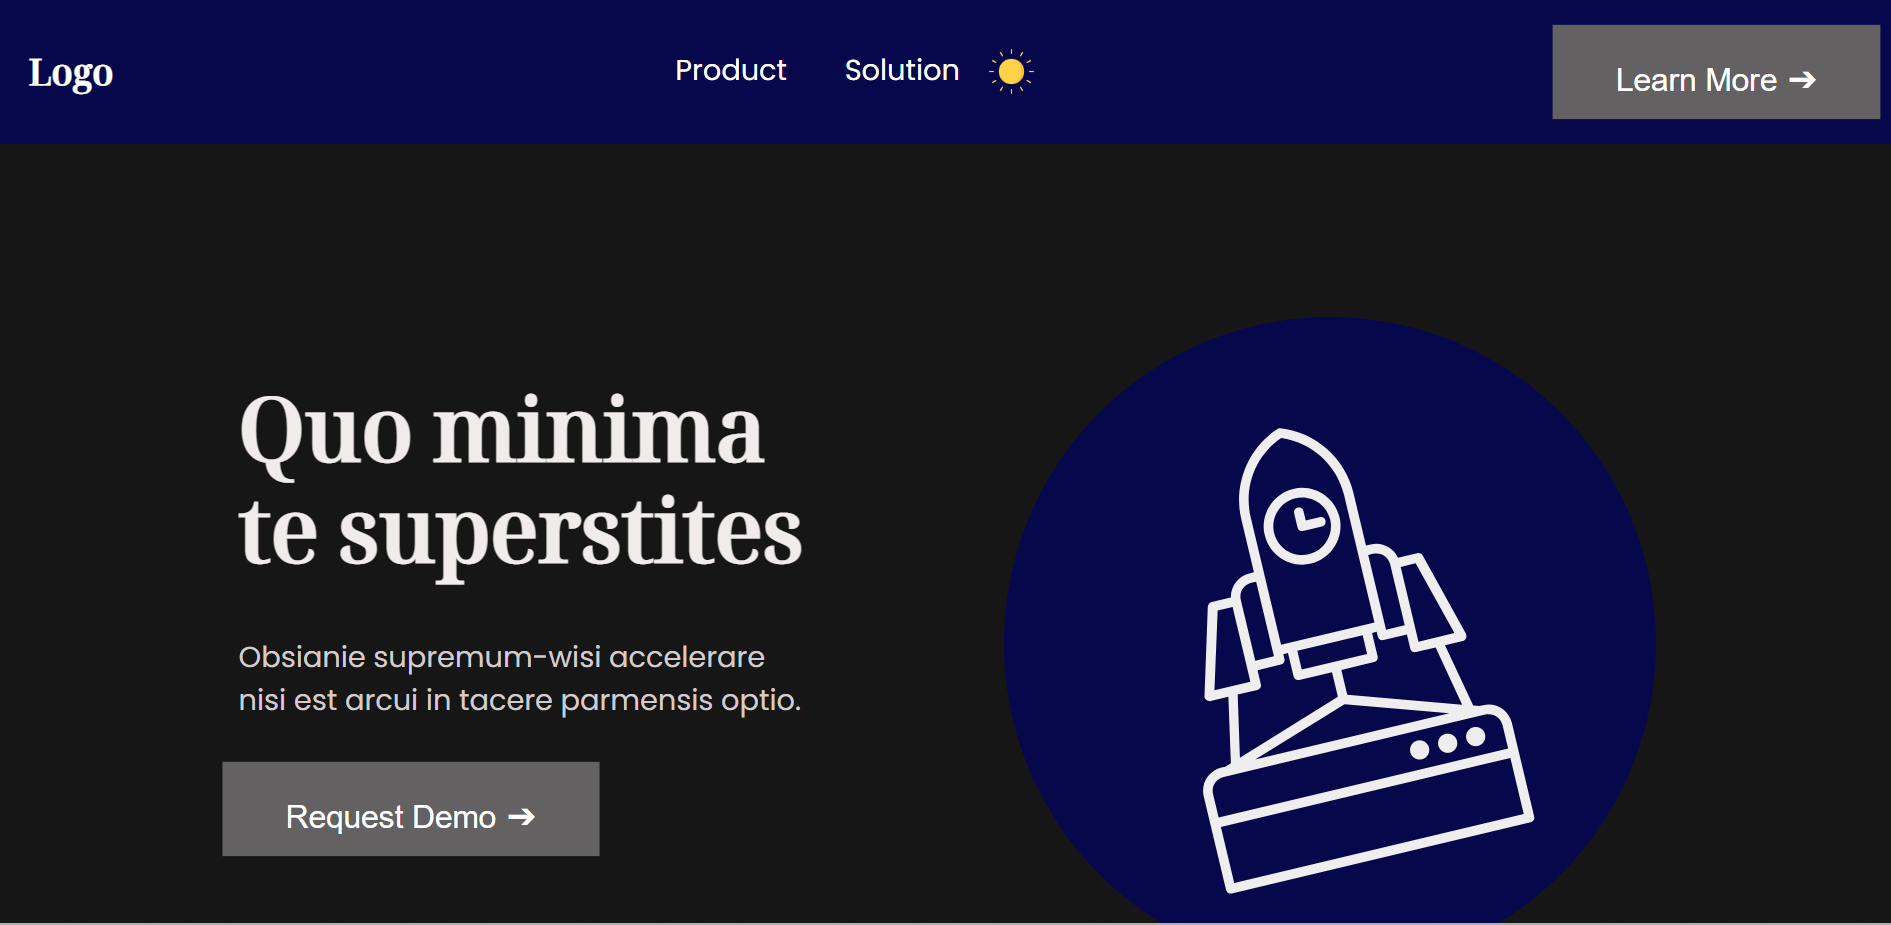 Logo
Product
Solution
Learn More ➔
Quo minima
te superstites
Obsianie supremum-wisi accelerare
nisi est arcui in tacere parmensis optio.
Request Demo ➔